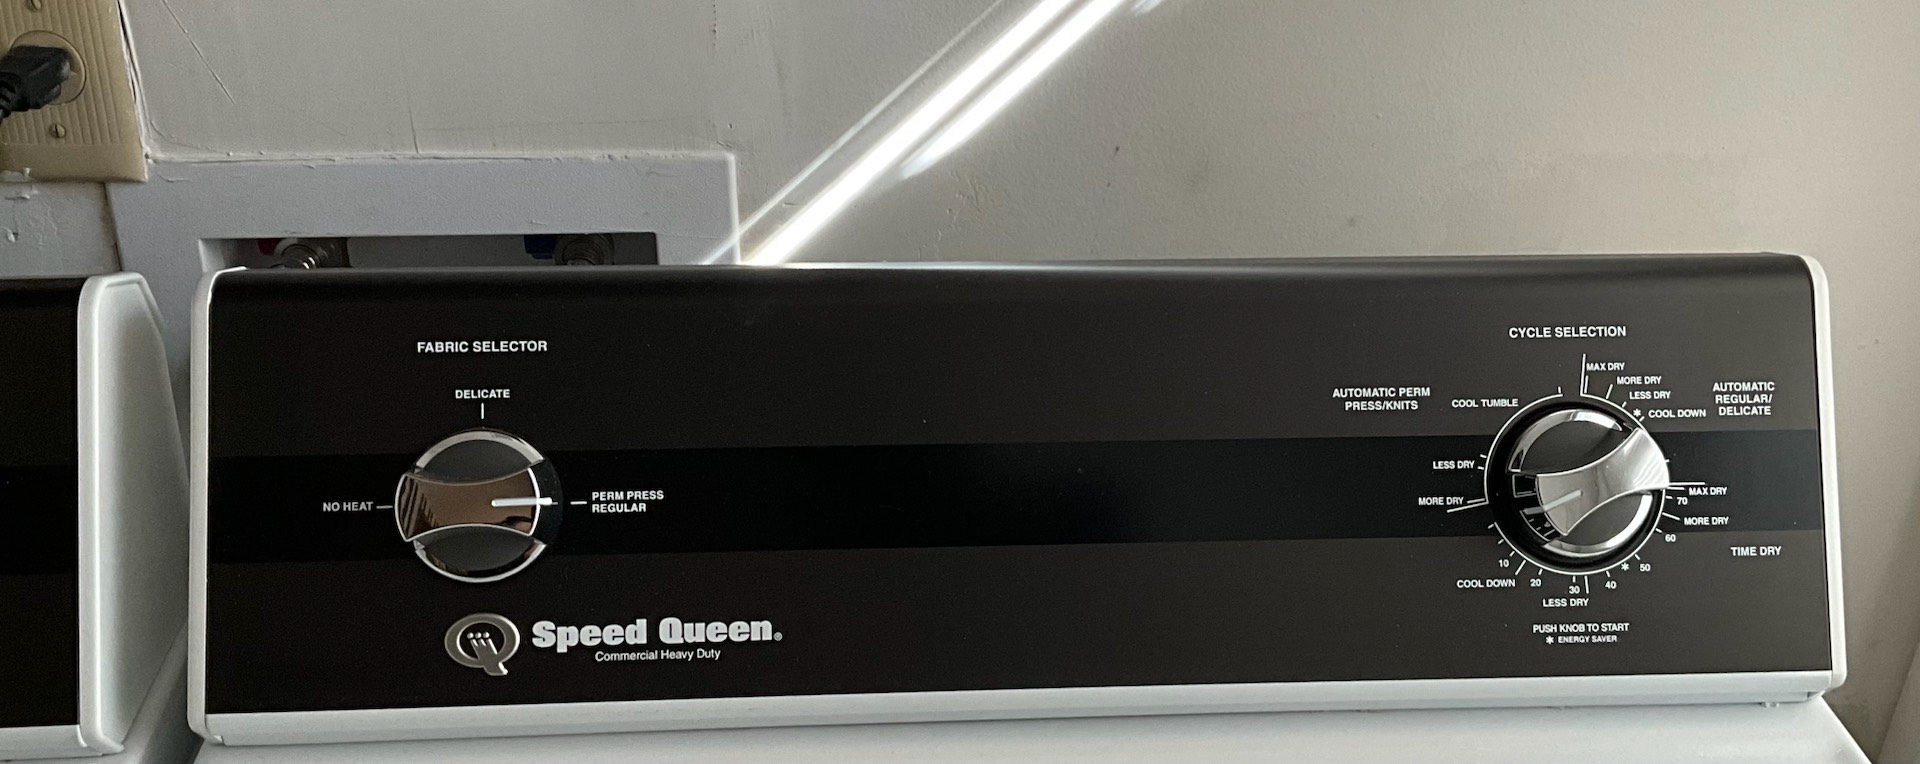 FABRIC SELECTOR
DELICATE
NO HEAT
PERM PRESS
REGULAR
Speed Queen®
Commercial Heavy Duty
CYCLE SELECTION
AUTOMATIC PERM
PRESS/KNITS
COOL TUMBLE
LESS DRY
MORE DRY
MAX DRY
MORE DRY
LESS DRY
* COOL DOWN
AUTOMATIC
REGULAR/
DELICATE
MAX DRY
70
MORE DRY
60
TIME DRY
* 50
40
30
LESS DRY
20
10
COOL DOWN
PUSH KNOB TO START
* ENERGY SAVER